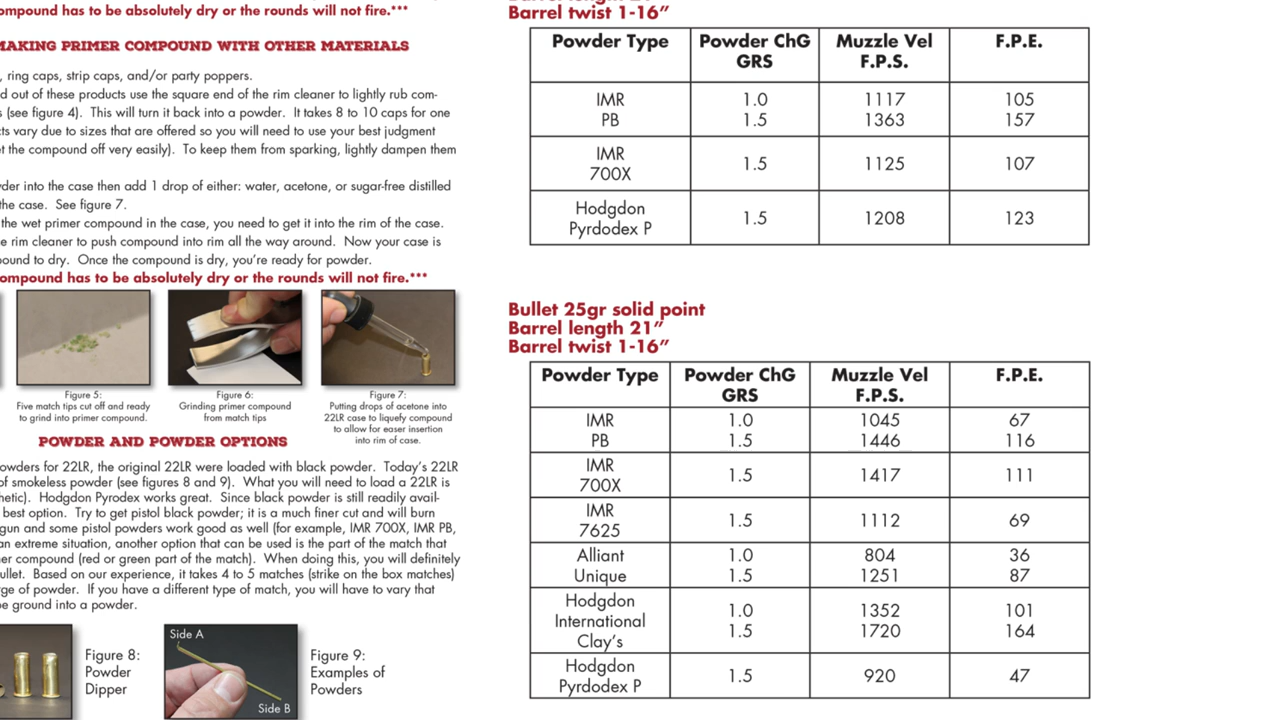 ompound has to be absolutely dry or the rounds will not fire.***
MAKING PRIMER COMPOUND WITH OTHER MATERIALS
, ring caps, strip caps, and/or party poppers.
d out of these products use the square end of the rim cleaner to lightly rub com-
s (see figure 4). This will turn it back into a powder. It takes 8 to 10 caps for one
cts vary due to sizes that are offered so you will need to use your best judgment
et the compound off very easily). To keep them from sparking, lightly dampen them
wder into the case then add 1 drop of either: water, acetone, or sugar-free distilled
the case. See figure 7.
the wet primer compound in the case, you need to get it into the rim of the case.
e rim cleaner to push compound into rim all the way around. Now your case is
pound to dry. Once the compound is dry, you're ready for powder.
ompound has to be absolutely dry or the rounds will not fire.***
Figure 5:
Five match tips cut off and ready
to grind into primer compound.
Figure 6:
Grinding primer compound
from match tips
Figure 7:
Putting drops of acetone into
22LR case to liquefy compound
to allow for easer insertion
into rim of case.
POWDER AND POWDER OPTIONS
owders for 22LR, the original 22LR were loaded with black powder. Today's 22LR
of smokeless powder (see figures 8 and 9). What you will need to load a 22LR is
hetic). Hodgdon Pyrodex works great. Since black powder is still readily avail-
best option. Try to get pistol black powder; it is a much finer cut and will burn
gun and some pistol powders work good as well (for example, IMR 700X, IMR PB,
an extreme situation, another option that can be used is the part of the match that
er compound (red or green part of the match). When doing this, you will definitely
ullet. Based on our experience, it takes 4 to 5 matches (strike on the box matches)
rge of powder. If you have a different type of match, you will have to vary that
be ground into a powder.
Figure 8:
Powder
Dipper
Side A
Side B
Figure 9:
Examples of
Powders
Barrel twist 1-16"
Powder Type Powder ChG GRS Muzzle Vel F.P.S. F.P.E.
IMR 1.0 1117 105
PB 1.5 1363 157
IMR 700X 1.5 1125 107
Hodgdon Pyrdodex P 1.5 1208 123
Bullet 25gr solid point
Barrel length 21"
Barrel twist 1-16"
Powder Type Powder ChG GRS Muzzle Vel F.P.S. F.P.E.
IMR 1.0 1045 67
PB 1.5 1446 116
IMR 700X 1.5 1417 111
IMR 7625 1.5 1112 69
Alliant 1.0 804 36
Unique 1.5 1251 87
Hodgdon International Clay's 1.0 1352 101
1.5 1720 164
Hodgdon Pyrdodex P 1.5 920 47